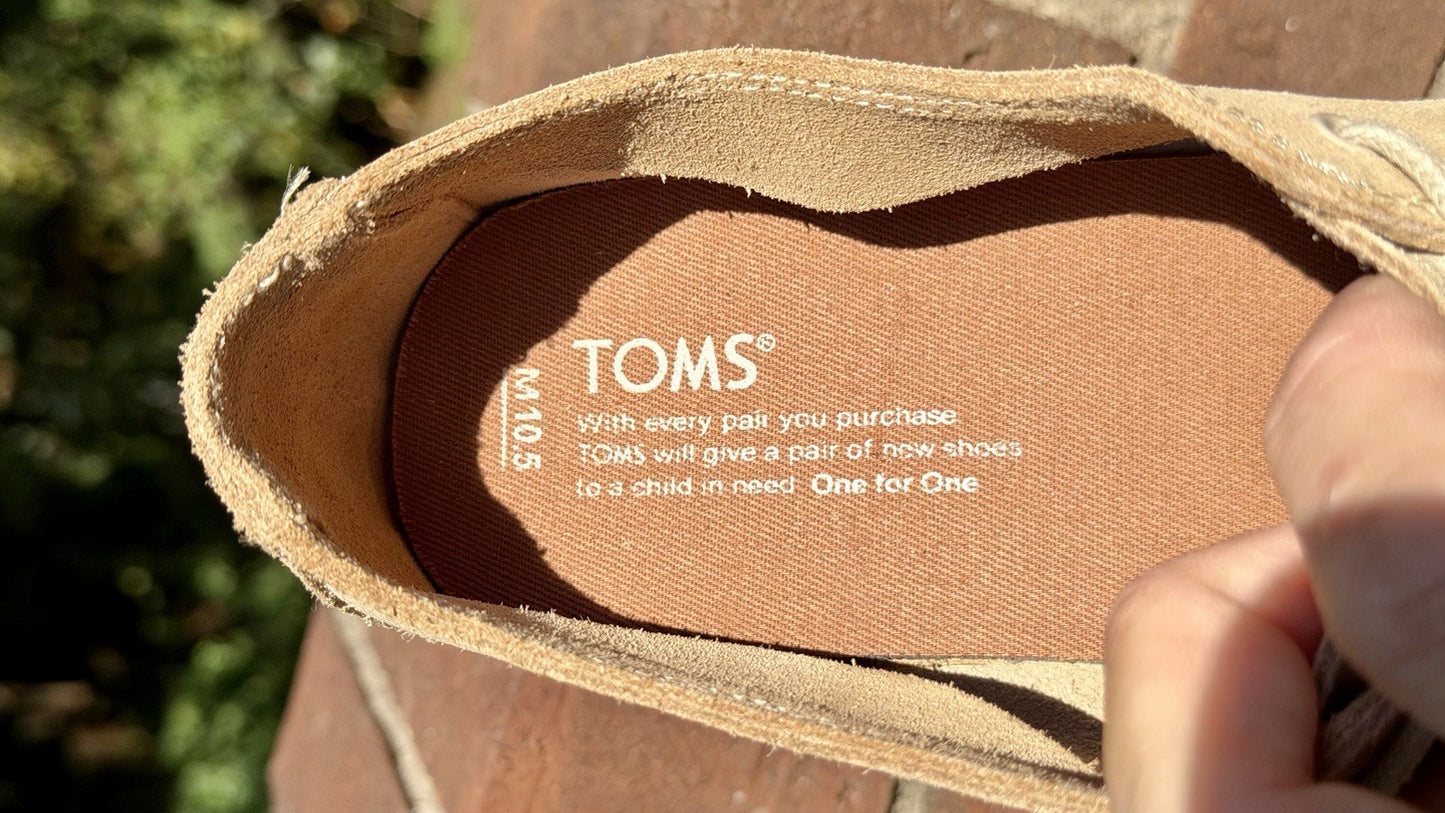 TOMS®
With every pair you purchase
TOMS will give a pair of new shoes
to a child in need One for One
M 10.5